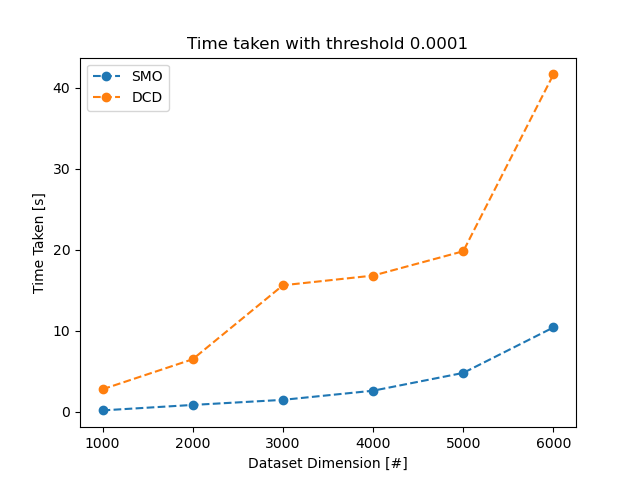 Time taken with threshold 0.0001
SMO
DCD
Time Taken [s]
40
30
20
10
0
1000 2000 3000 4000 5000 6000
Dataset Dimension [#]